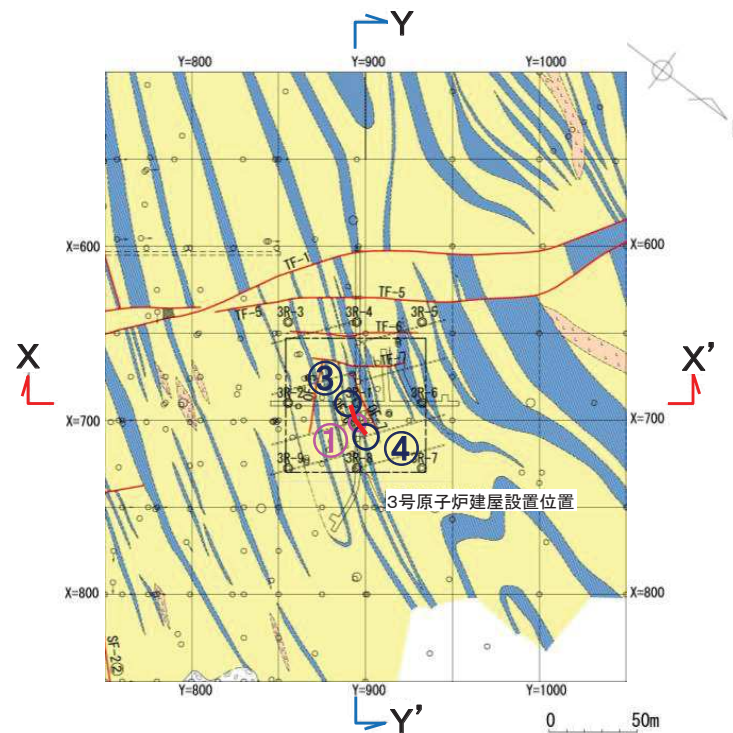 Y
Y=800 Y=900 Y=1000
X=600 X=600
TF-1
TF-5 TF-5
3R-3 3R-4 3R-5
TF-6
TF-7
X X'
③
3R-2 3R-1 3R-6
X=700 X=700
① ④
3R-9 3R-8 3R-7
3号原子炉建屋設置位置
X=800 X=800
SF-2(2)
Y=800 Y=900 Y=1000
Y'
0 50m